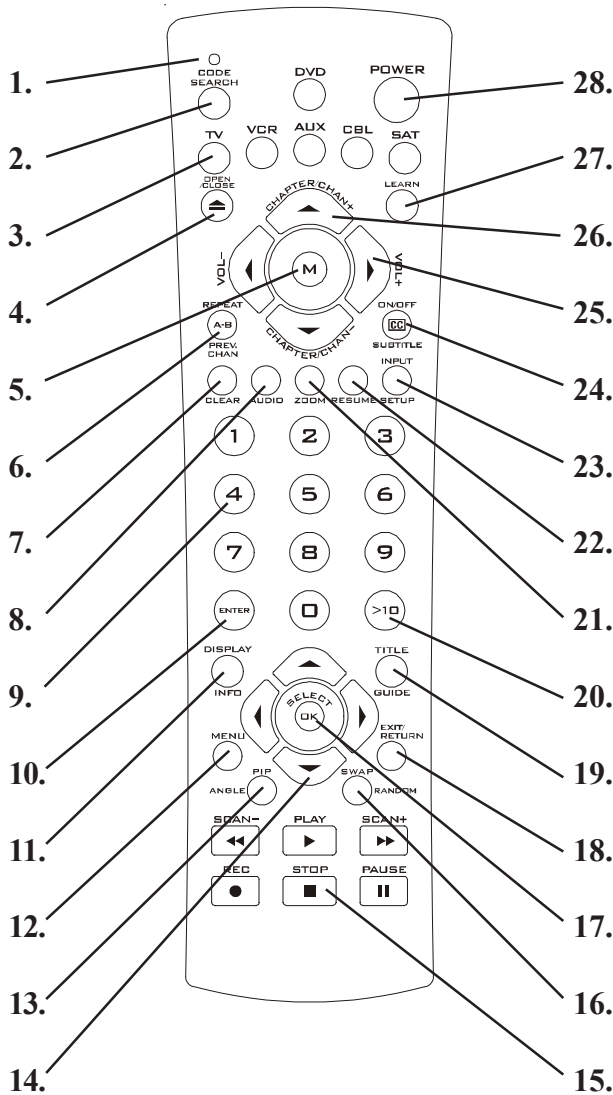 1.
CODE
SEARCH
DVD
POWER
28.
2.
TV
VCR
AUX
CBL
SAT
27.
OPEN
/CLOSE
CHAPTER/CHAN+
LEARN
3.
26.
VOL-
M
VOL+
4.
25.
REPEAT
A-B
PREV.
CHAN
CHAPTER/CHAN-
ON/OFF
CC
SUBTITLE
5.
24.
INPUT
CLEAR
AUDIO
ZOOM
RESUME
SETUP
6.
23.
1 2 3
7.
22.
4 5 6
8.
21.
7 8 9
9.
20.
ENTER
0
>10
DISPLAY
INFO
TITLE
GUIDE
10.
19.
SELECT
OK
MENU
EXIT/
RETURN
11.
18.
PIP
ANGLE
SWAP
RANDOM
SCAN-
PLAY
SCAN+
12.
17.
REC
STOP
PAUSE
13.
16.
14.
15.